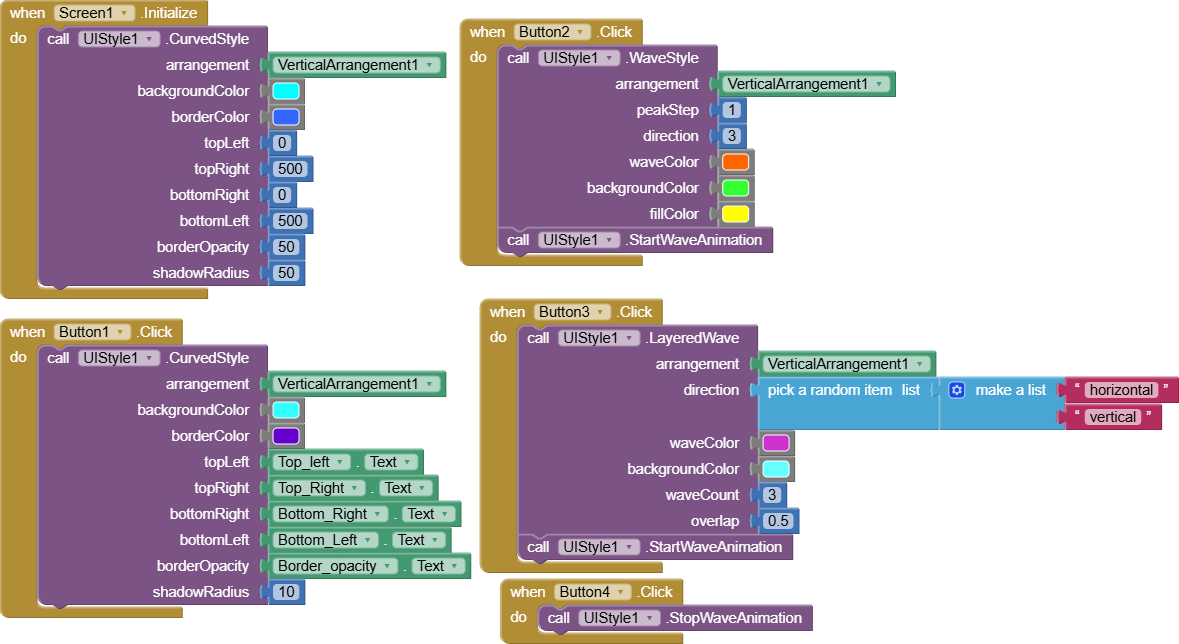 when Screen1 .Initialize
do call UIStyle1 .CurvedStyle
arrangement VerticalArrangement1
backgroundColor
borderColor
topLeft 0
topRight 500
bottomRight 0
bottomLeft 500
borderOpacity 50
shadowRadius 50
when Button1 .Click
do call UIStyle1 .CurvedStyle
arrangement VerticalArrangement1
backgroundColor
borderColor
topLeft Top_left . Text
topRight Top_Right . Text
bottomRight Bottom_Right . Text
bottomLeft Bottom_Left . Text
borderOpacity Border_opacity . Text
shadowRadius 10
when Button2 .Click
do call UIStyle1 .WaveStyle
arrangement VerticalArrangement1
peakStep 1
direction 3
waveColor
backgroundColor
fillColor
call UIStyle1 .StartWaveAnimation
when Button3 .Click
do call UIStyle1 .LayeredWave
arrangement VerticalArrangement1
direction pick a random item list make a list " horizontal "
" vertical "
waveColor
backgroundColor
waveCount 3
overlap 0.5
call UIStyle1 .StartWaveAnimation
when Button4 .Click
do call UIStyle1 .StopWaveAnimation